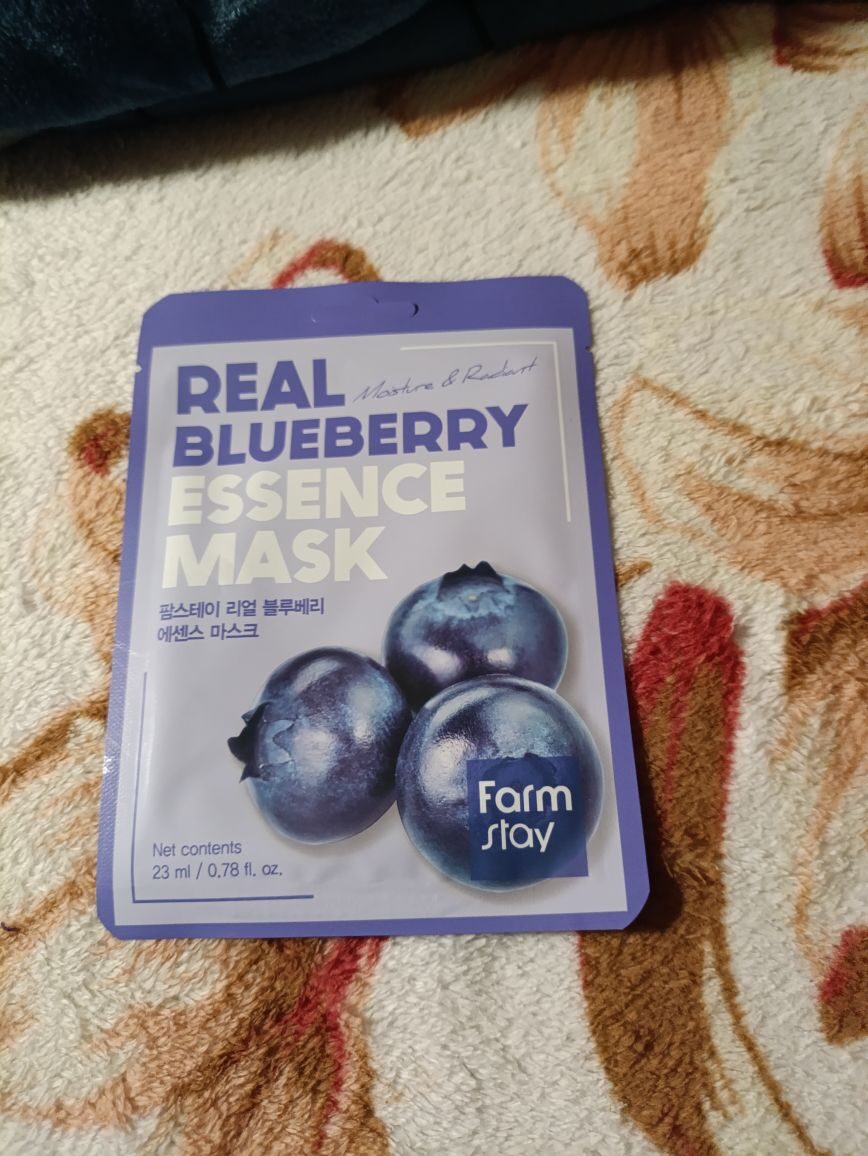 REAL
Moisture & Radiant
BLUEBERRY
ESSENCE
MASK
팜스테이 리얼 블루베리
에센스 마스크
Farm
stay
Net contents
23 ml / 0.78 fl. oz.